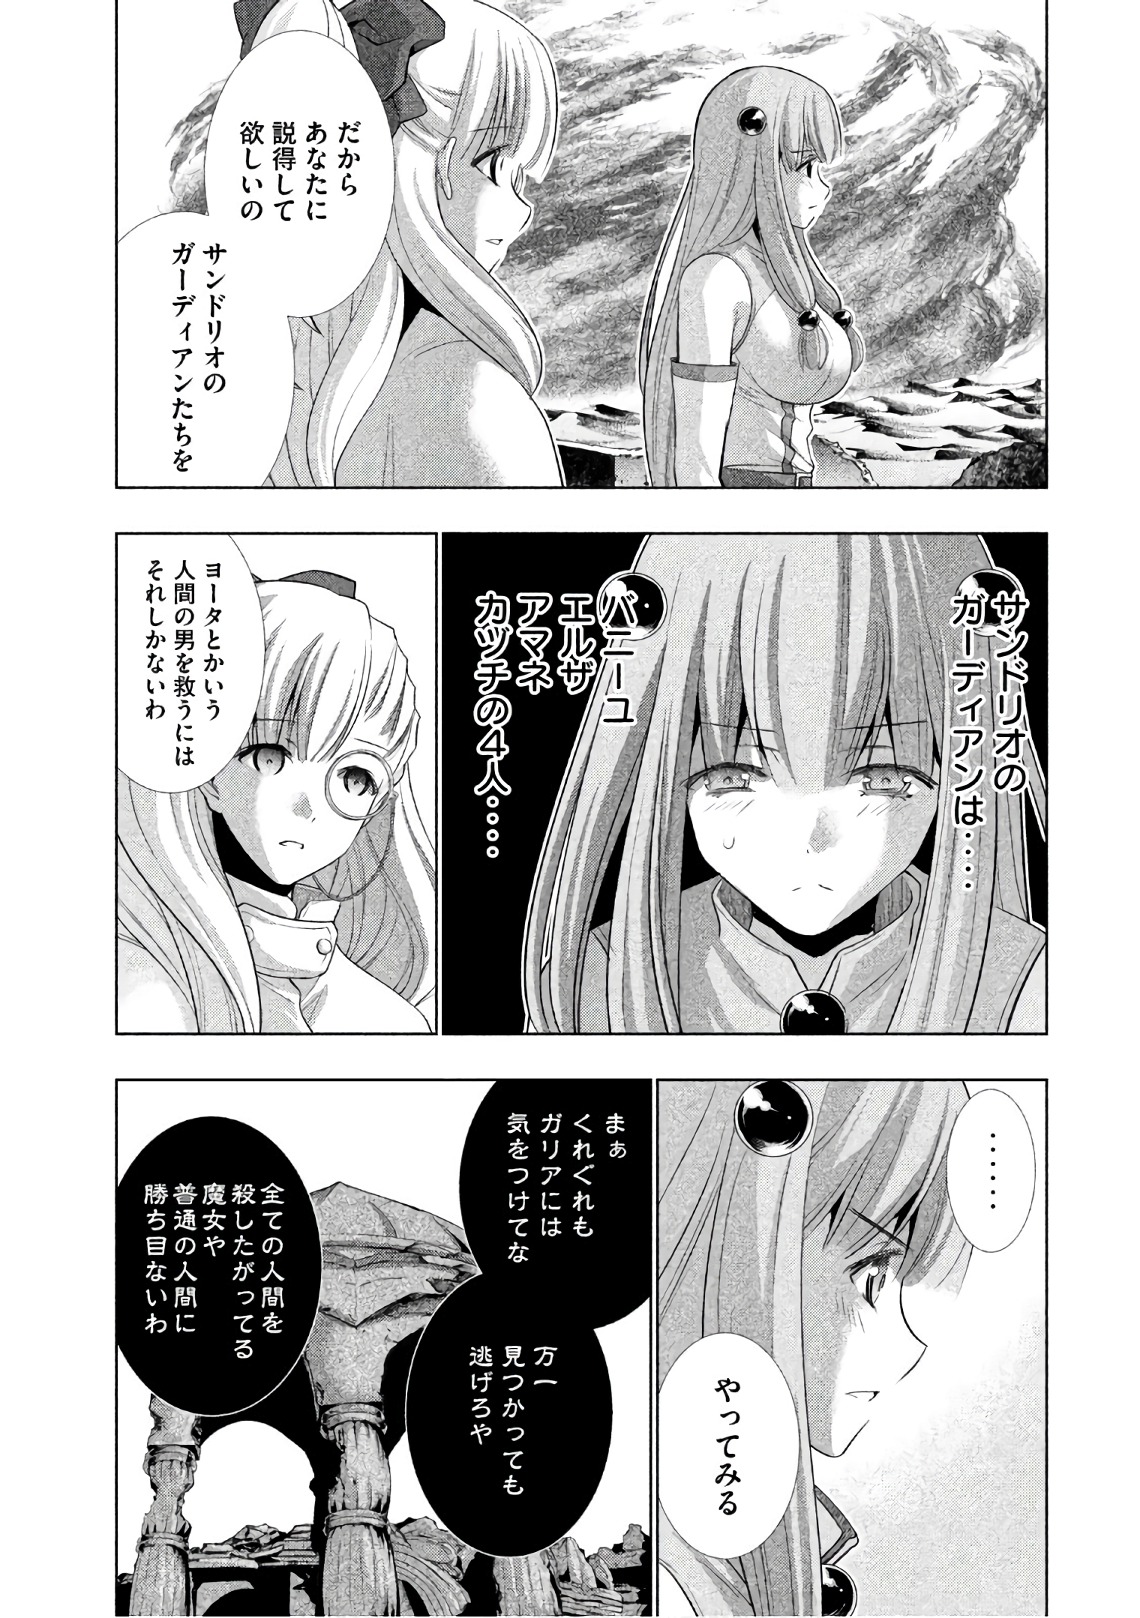 だから
あなたに
説得して
欲しいの
サンドリオの
ガーディアンたちを
サンドリオの
ガーディアンは‥‥
バニーユ
エルザ
アマネ
カヅチの４人‥‥
ヨータとかいう
人間の男を救うには
それしかないわ
‥‥‥
やってみる
まぁ
くれぐれも
ガリアには
気をつけてな
万一
見つかっても
逃げろや
全ての人間を
殺したがってる
魔女や
普通の人間に
勝ち目ないわ